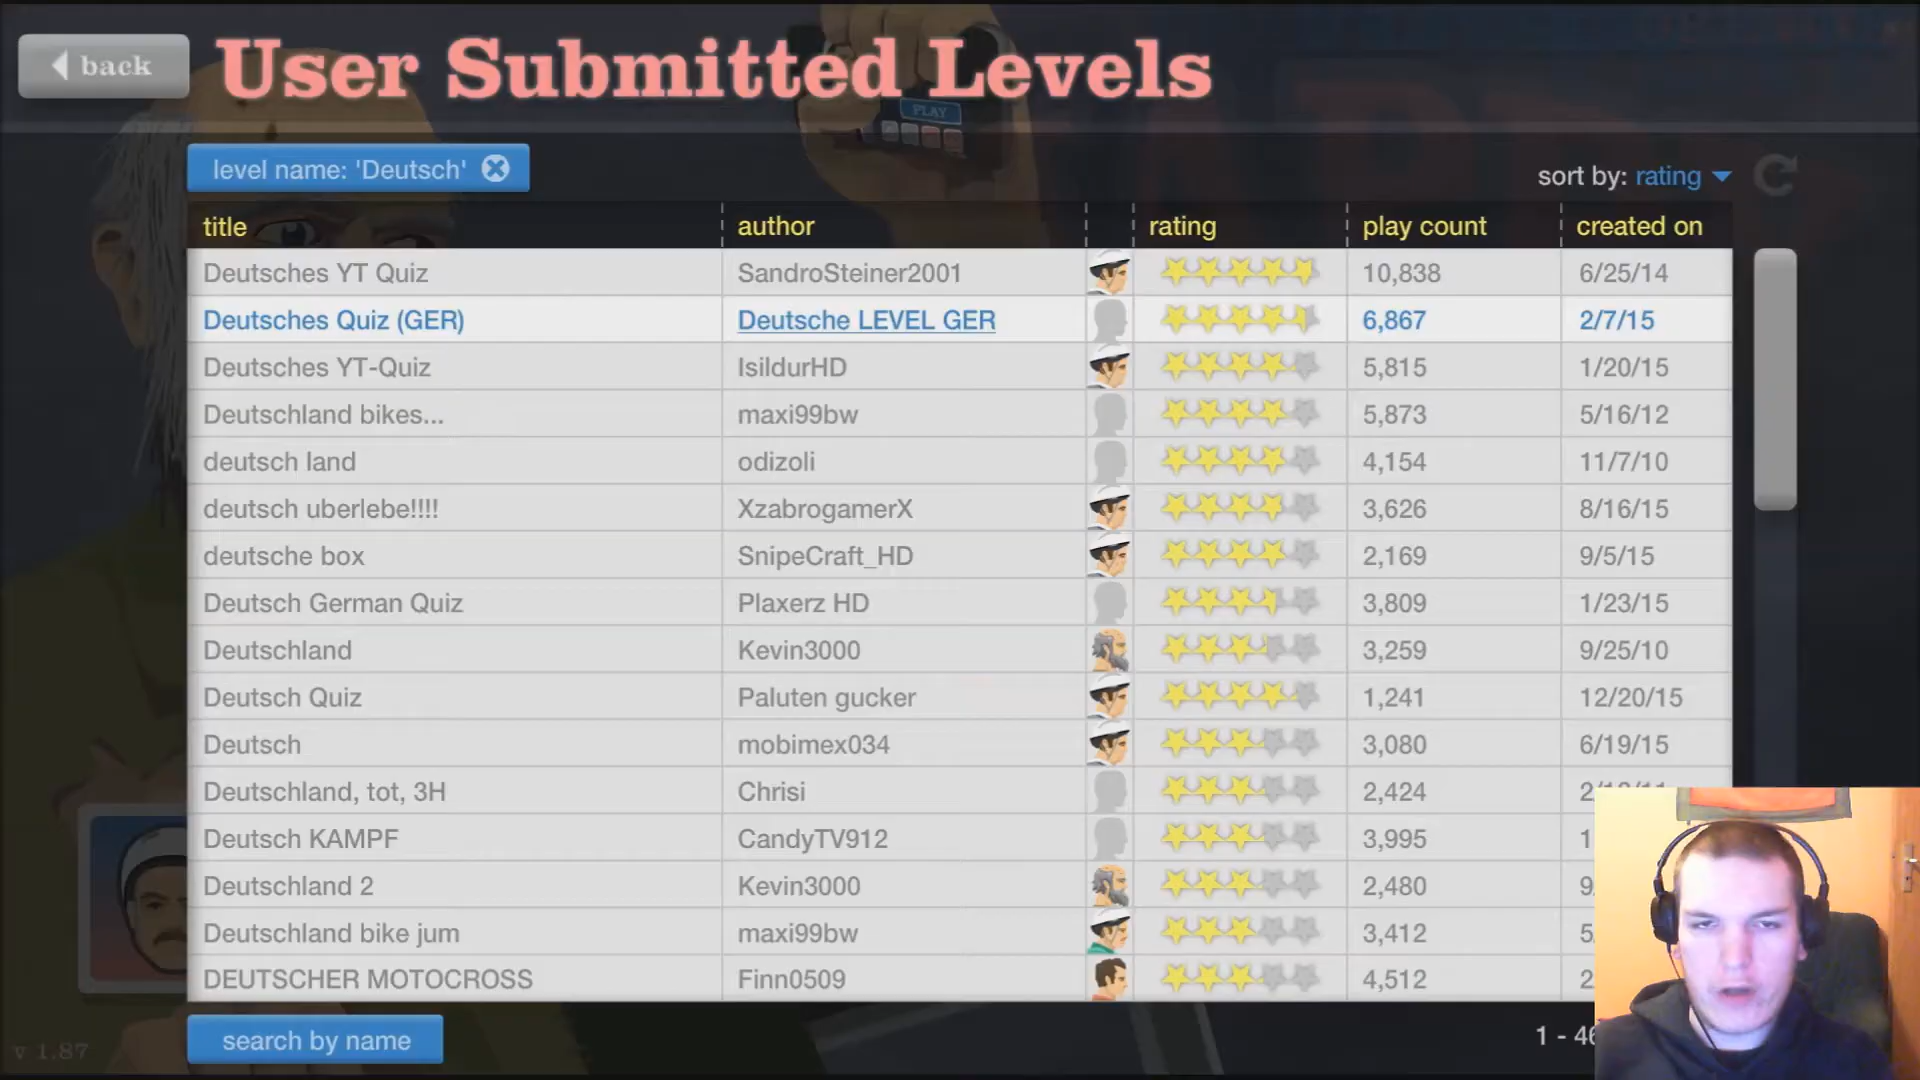 back
User Submitted Levels
PLAY
level name: 'Deutsch'
sort by: rating
title author rating play count created on
Deutsches YT Quiz SandroSteiner2001 10,838 6/25/14
Deutsches Quiz (GER) Deutsche LEVEL GER 6,867 2/7/15
Deutsches YT-Quiz IsildurHD 5,815 1/20/15
Deutschland bikes... maxi99bw 5,873 5/16/12
deutsch land odizoli 4,154 11/7/10
deutsch uberlebe!!!! XzabrogamerX 3,626 8/16/15
deutsche box SnipeCraft_HD 2,169 9/5/15
Deutsch German Quiz Plaxerz HD 3,809 1/23/15
Deutschland Kevin3000 3,259 9/25/10
Deutsch Quiz Paluten gucker 1,241 12/20/15
Deutsch mobimex034 3,080 6/19/15
Deutschland, tot, 3H Chrisi 2,424
Deutsch KAMPF CandyTV912 3,995
Deutschland 2 Kevin3000 2,480
Deutschland bike jum maxi99bw 3,412
DEUTSCHER MOTOCROSS Finn0509 4,512
search by name
1 - 46
v 1.87